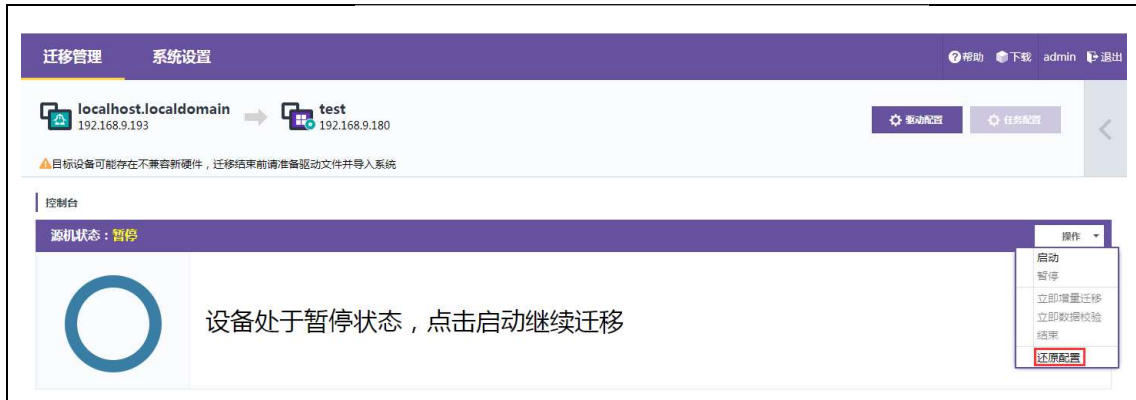 迁移管理 系统设置 帮助 下载 admin 退出
localhost.localdomain test
192.168.9.193 192.168.9.180
驱动配置 任务配置
目标设备可能存在不兼容新硬件，迁移结束前请准备驱动文件并导入系统
控制台
源机状态：暂停 操作
设备处于暂停状态，点击启动继续迁移
启动
暂停
立即增量迁移
立即数据校验
结束
还原配置